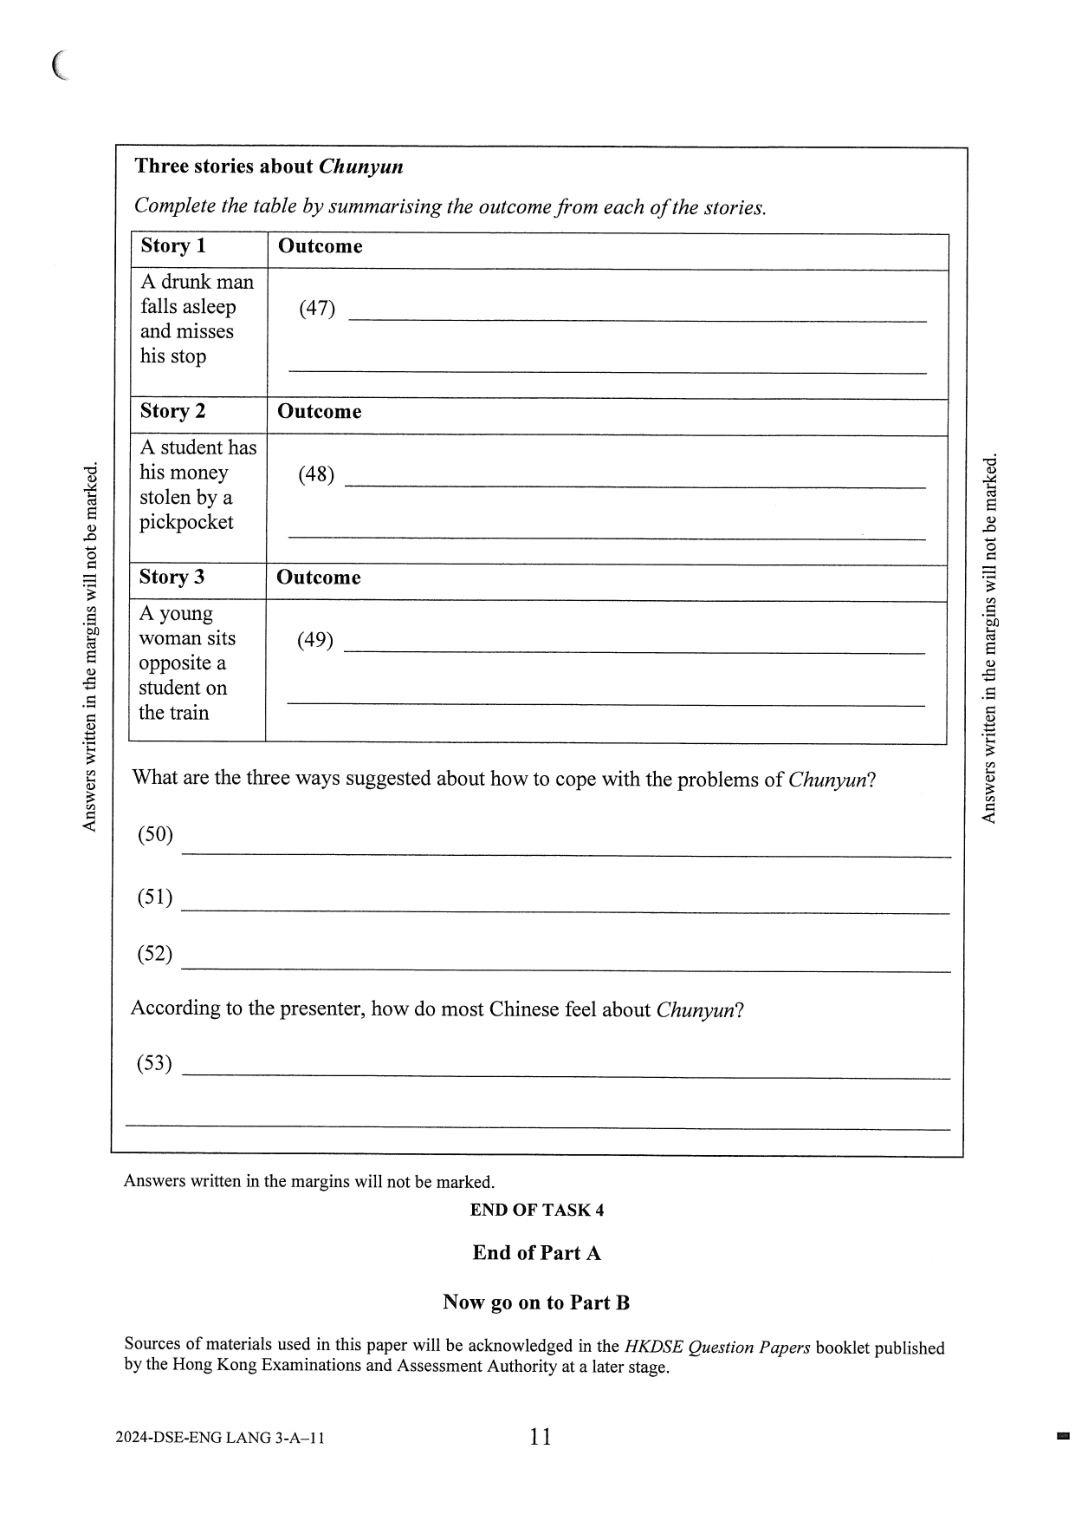 Three stories about Chunyun
Complete the table by summarising the outcome from each of the stories.
Story 1
Outcome
A drunk man
falls asleep
and misses
his stop
(47)
Story 2
Outcome
A student has
his money
stolen by a
pickpocket
(48)
Story 3
Outcome
A young
woman sits
opposite a
student on
the train
(49)
What are the three ways suggested about how to cope with the problems of Chunyun?
(50)
(51)
(52)
According to the presenter, how do most Chinese feel about Chunyun?
(53)
Answers written in the margins will not be marked.
Answers written in the margins will not be marked.
Answers written in the margins will not be marked.
END OF TASK 4
End of Part A
Now go on to Part B
Sources of materials used in this paper will be acknowledged in the HKDSE Question Papers booklet published
by the Hong Kong Examinations and Assessment Authority at a later stage.
2024-DSE-ENG LANG 3-A–11
11